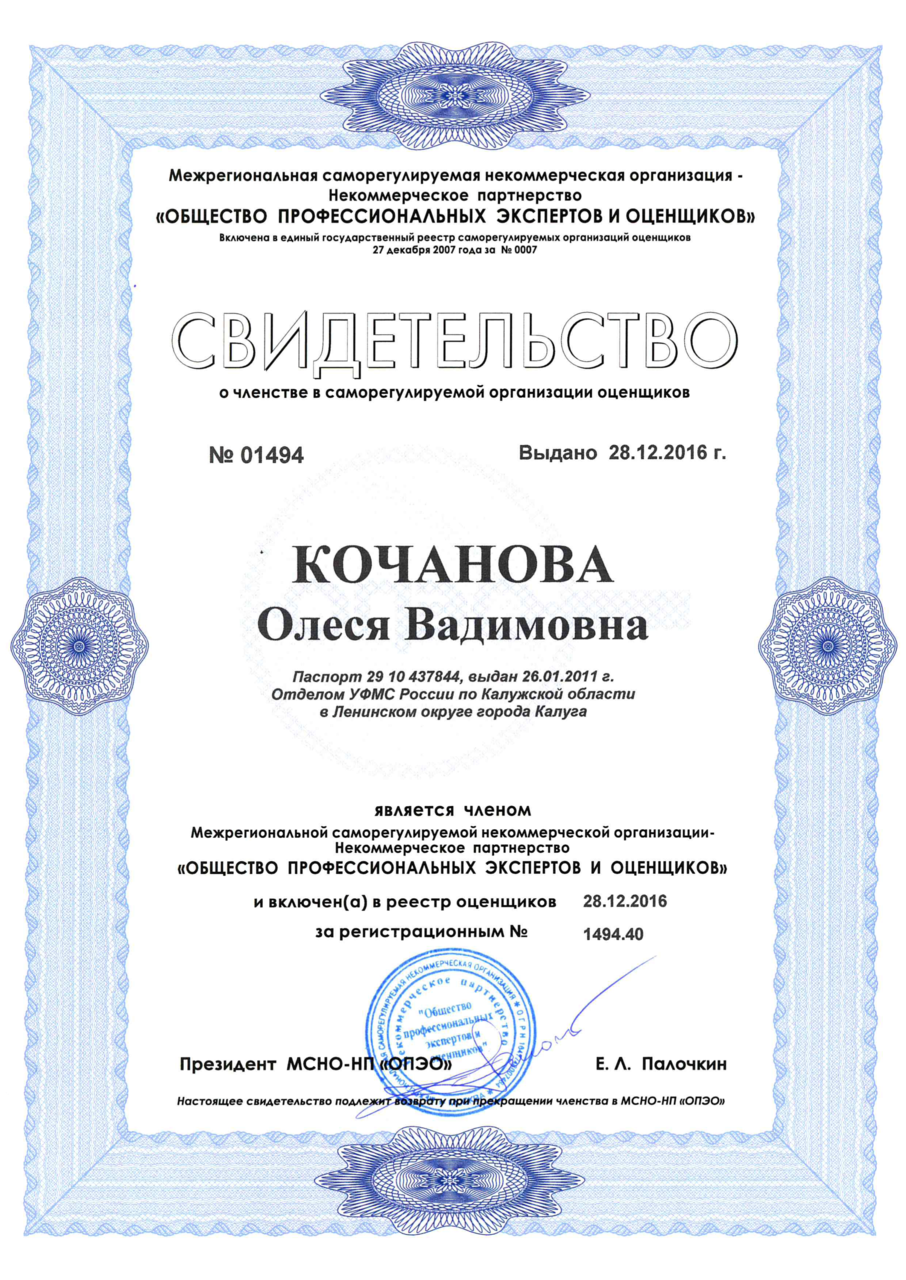 Межрегиональная саморегулируемая некоммерческая организация -
Некоммерческое партнерство
«ОБЩЕСТВО ПРОФЕССИОНАЛЬНЫХ ЭКСПЕРТОВ И ОЦЕНЩИКОВ»
Включена в единый государственный реестр саморегулируемых организаций оценщиков
27 декабря 2007 года за № 0007
СВИДЕТЕЛЬСТВО
о членстве в саморегулируемой организации оценщиков
№ 01494 Выдано 28.12.2016 г.
КОЧАНОВА
Олеся Вадимовна
Паспорт 29 10 437844, выдан 26.01.2011 г.
Отделом УФМС России по Калужской области
в Ленинском округе города Калуга
является членом
Межрегиональной саморегулируемой некоммерческой организации-
Некоммерческое партнерство
«ОБЩЕСТВО ПРОФЕССИОНАЛЬНЫХ ЭКСПЕРТОВ И ОЦЕНЩИКОВ»
и включен(а) в реестр оценщиков 28.12.2016
за регистрационным № 1494.40
САМОРЕГУЛИРУЕМАЯ НЕКОММЕРЧЕСКАЯ ОРГАНИЗАЦИЯ * ОГРН
некоммерческое партнерство
"Общество
профессиональных
экспертов и
оценщиков"
Президент МСНО-НП «ОПЭО» Е. Л. Палочкин
Настоящее свидетельство подлежит возврату при прекращении членства в МСНО-НП «ОПЭО»